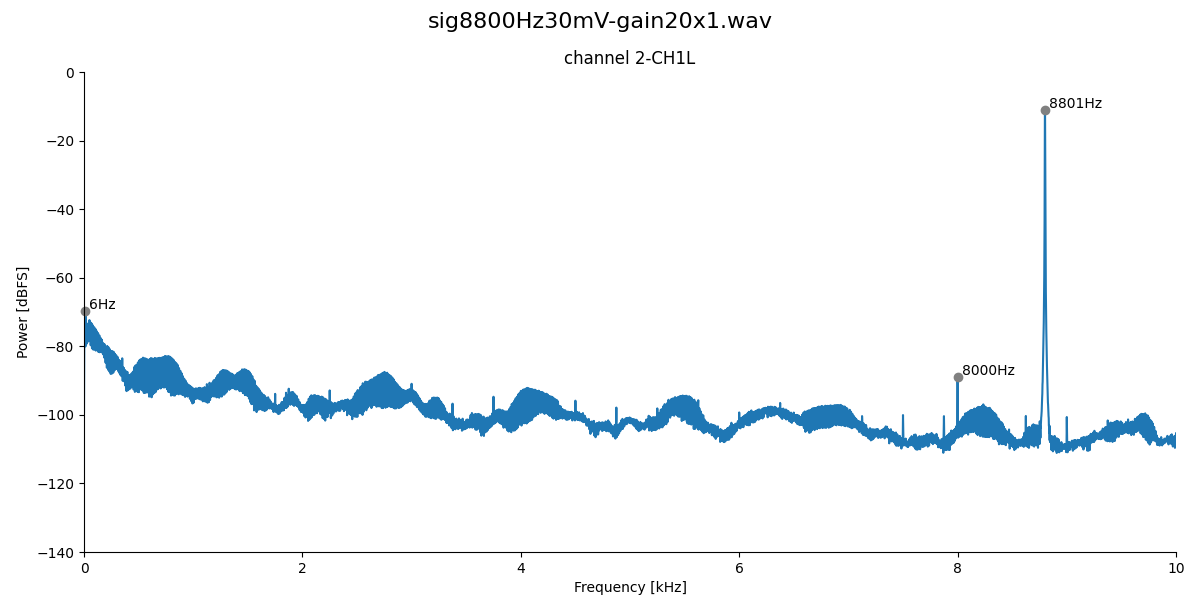 sig8800Hz30mV-gain20x1.wav
channel 2-CH1L
0
−20
−40
−60
−80
−100
−120
−140
Power [dBFS]
8801Hz
6Hz
8000Hz
0 2 4 6 8 10
Frequency [kHz]